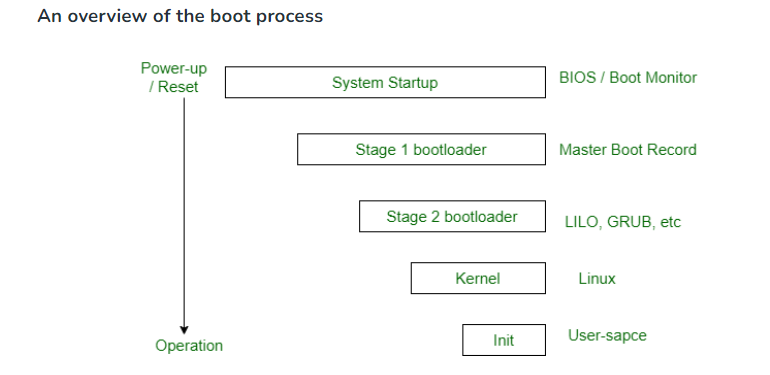 An overview of the boot process
Power-up
/ Reset
System Startup
BIOS / Boot Monitor
Stage 1 bootloader
Master Boot Record
Stage 2 bootloader
LILO, GRUB, etc
Kernel
Linux
Init
User-sapce
Operation